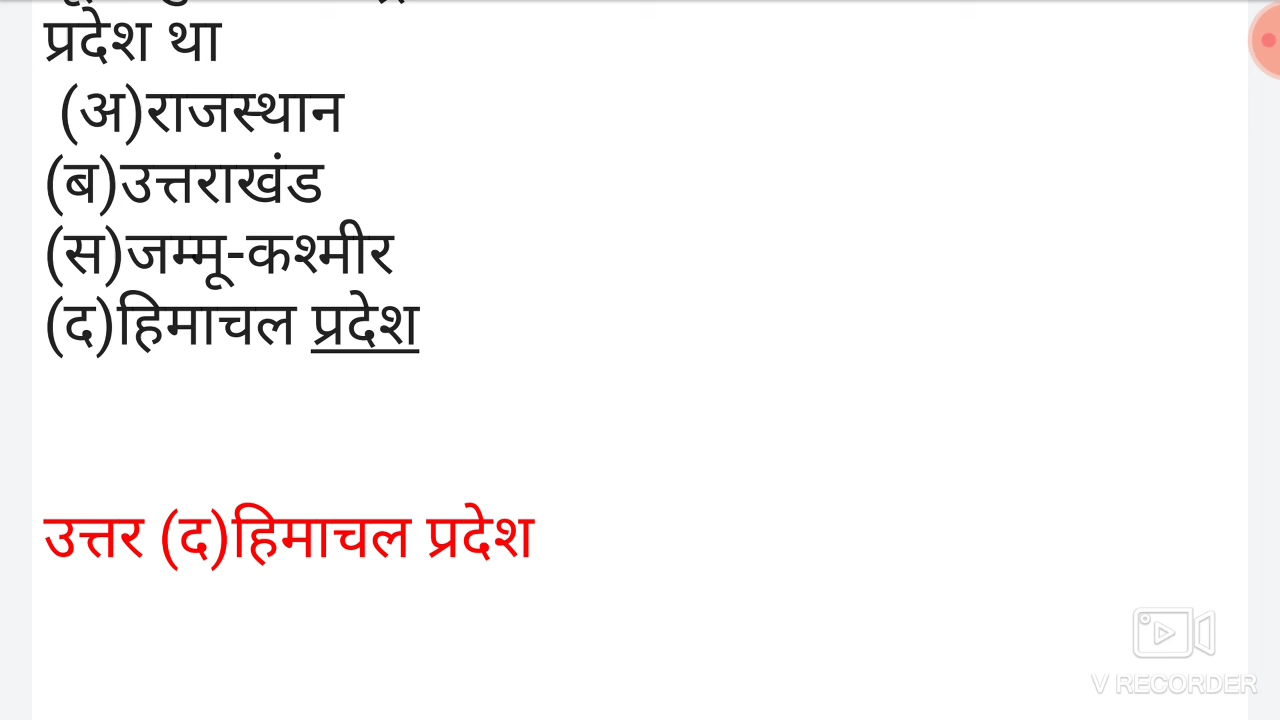 प्रदेश था
(अ)राजस्थान
(ब)उत्तराखंड
(स)जम्मू-कश्मीर
(द)हिमाचल प्रदेश
उत्तर (द)हिमाचल प्रदेश
V RECORDER